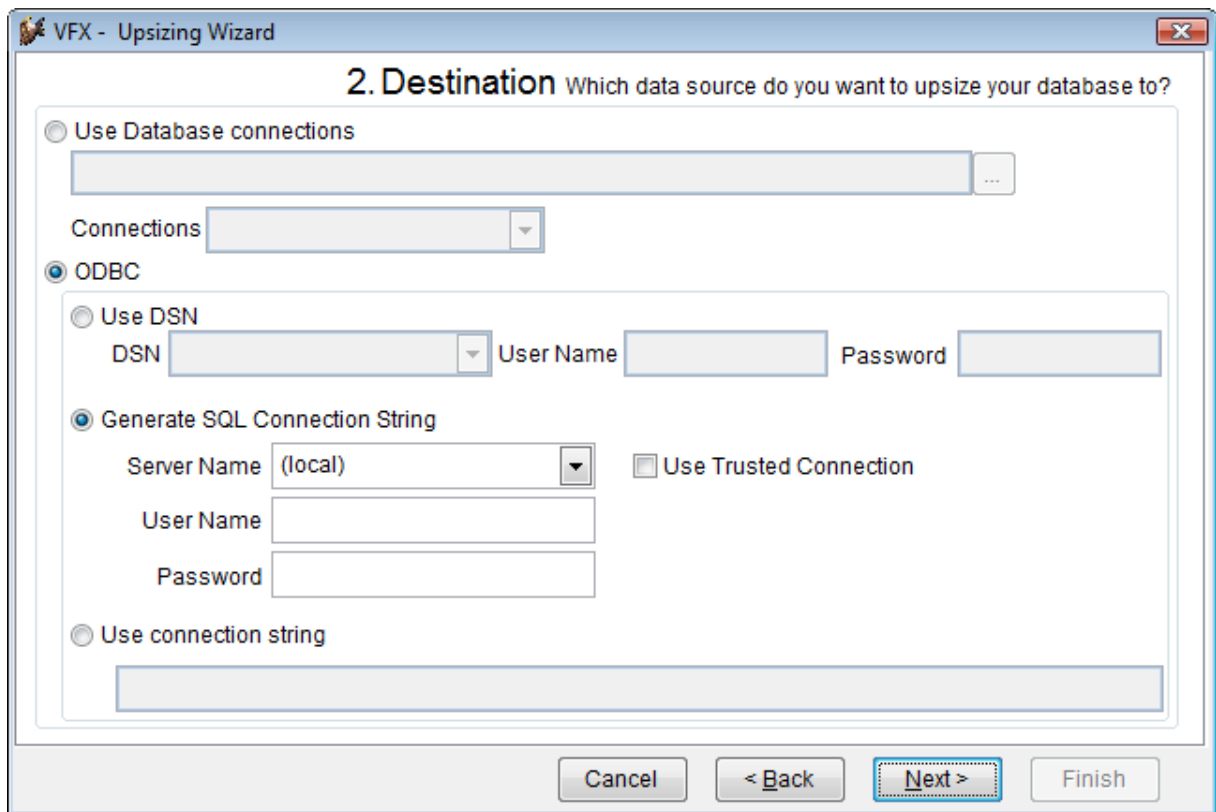 VFX -  Upsizing Wizard
2. Destination Which data source do you want to upsize your database to?
Use Database connections
...
Connections
ODBC
Use DSN
DSN User Name Password
Generate SQL Connection String
Server Name (local) Use Trusted Connection
User Name
Password
Use connection string
Cancel < Back Next > Finish